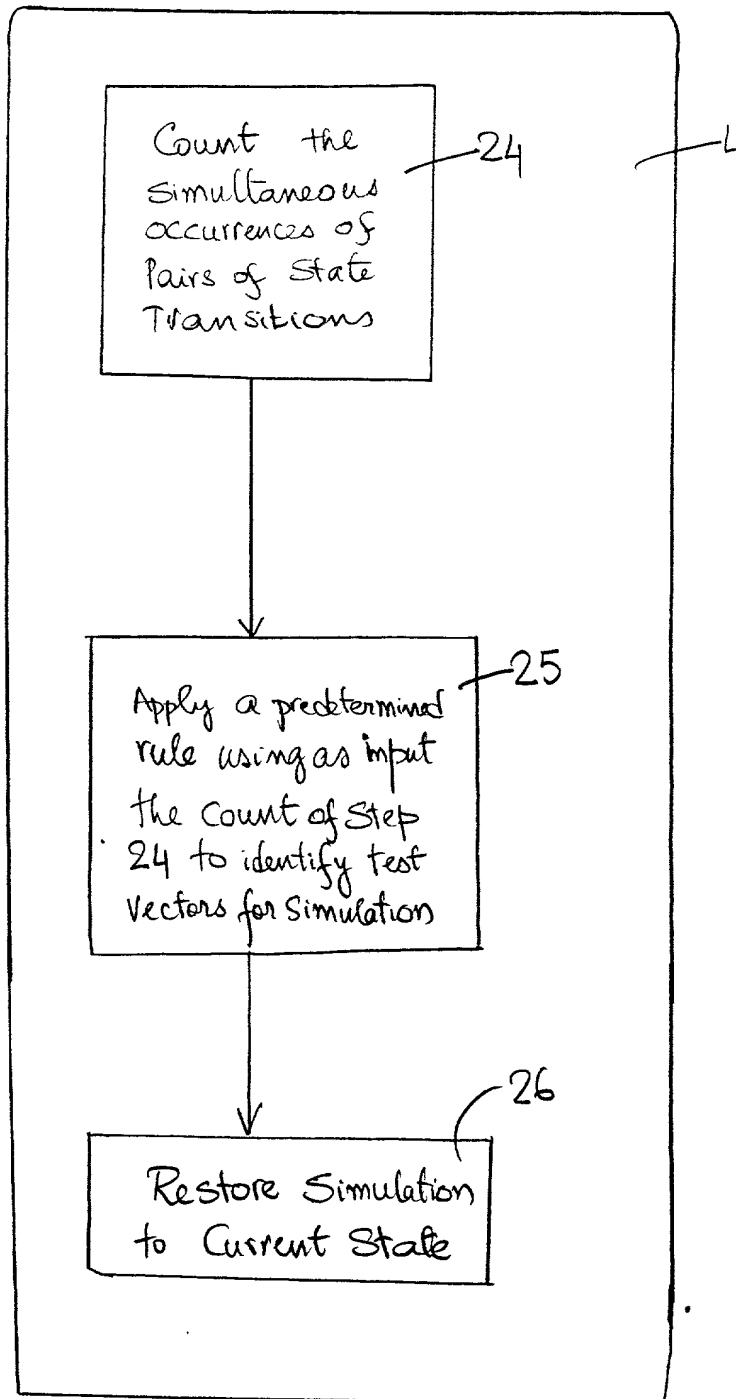 Count the
Simultaneous
occurrences of
Pairs of State
Transitions
24
Apply a predetermined
rule using as input
the Count of Step
24 to identify test
Vectors for Simulation
25
26
Restore Simulation
to Current State